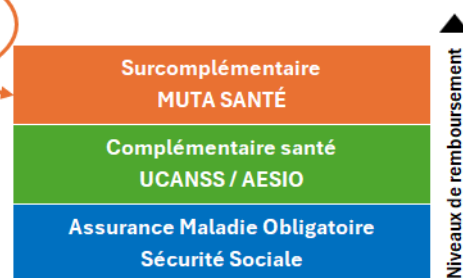 Surcomplémentaire
MUTA SANTÉ
Complémentaire santé
UCANSS / AESIO
Assurance Maladie Obligatoire
Sécurité Sociale
Niveaux de remboursement